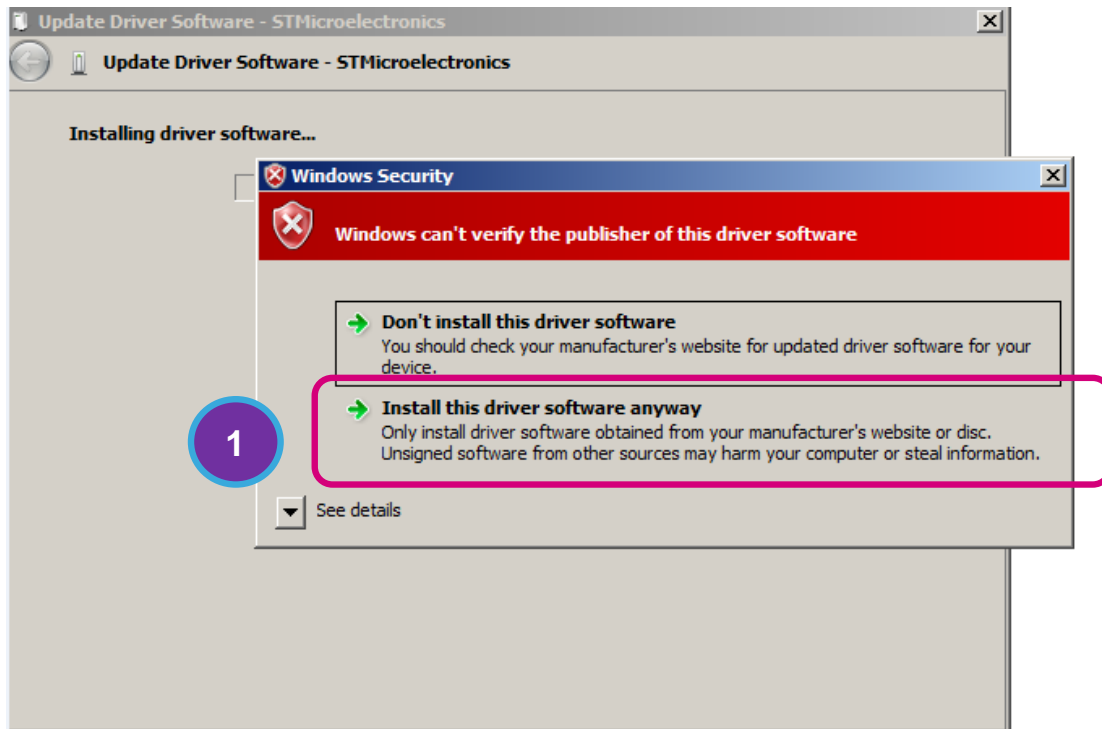 Update Driver Software - STMicroelectronics
Update Driver Software - STMicroelectronics
Installing driver software...
Windows Security
Windows can't verify the publisher of this driver software
Don't install this driver software
You should check your manufacturer's website for updated driver software for your
device.
1
Install this driver software anyway
Only install driver software obtained from your manufacturer's website or disc.
Unsigned software from other sources may harm your computer or steal information.
See details